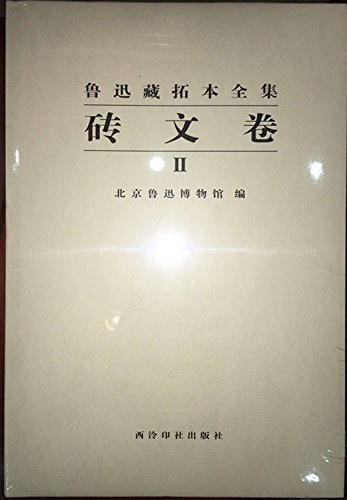 鲁迅藏拓本全集
砖文卷
II
北京鲁迅博物馆 编
西泠印社出版社